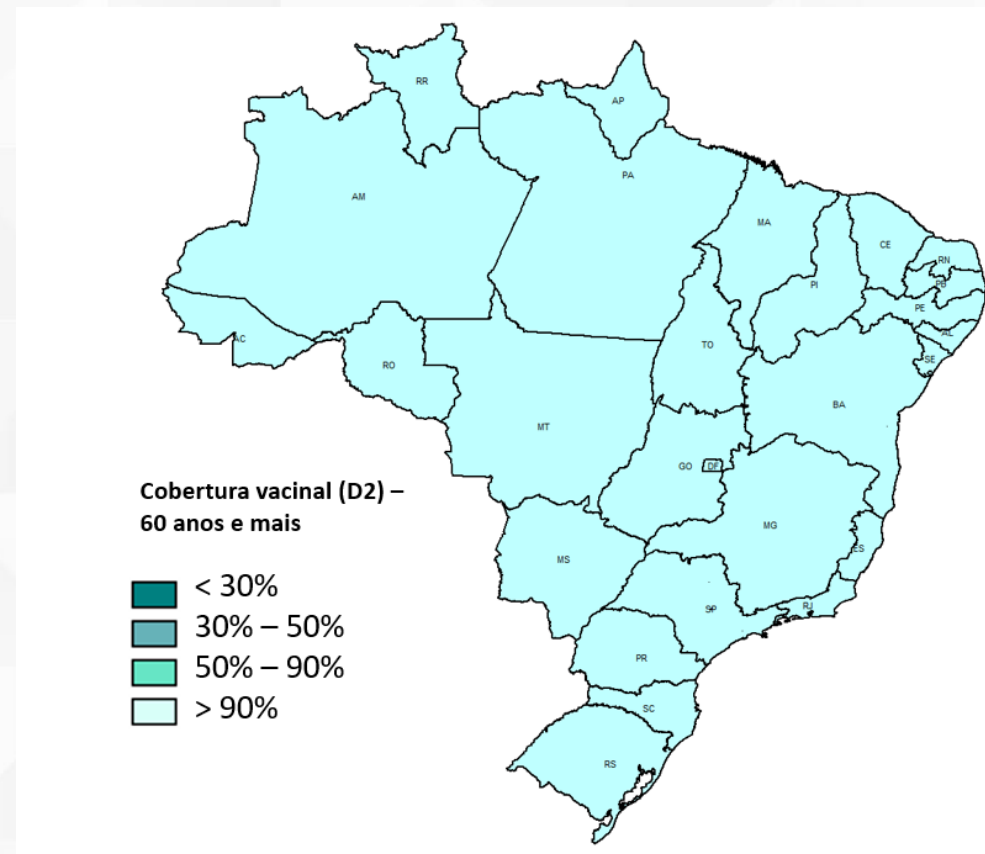 RR
AP
AM
PA
MA
CE
RN
PB
PI
PE
AL
AC
SE
TO
RO
BA
MT
GO
DF
Cobertura vacinal (D2) –
60 anos e mais
MG
ES
MS
< 30%
SP
RJ
30% – 50%
PR
50% – 90%
SC
> 90%
RS